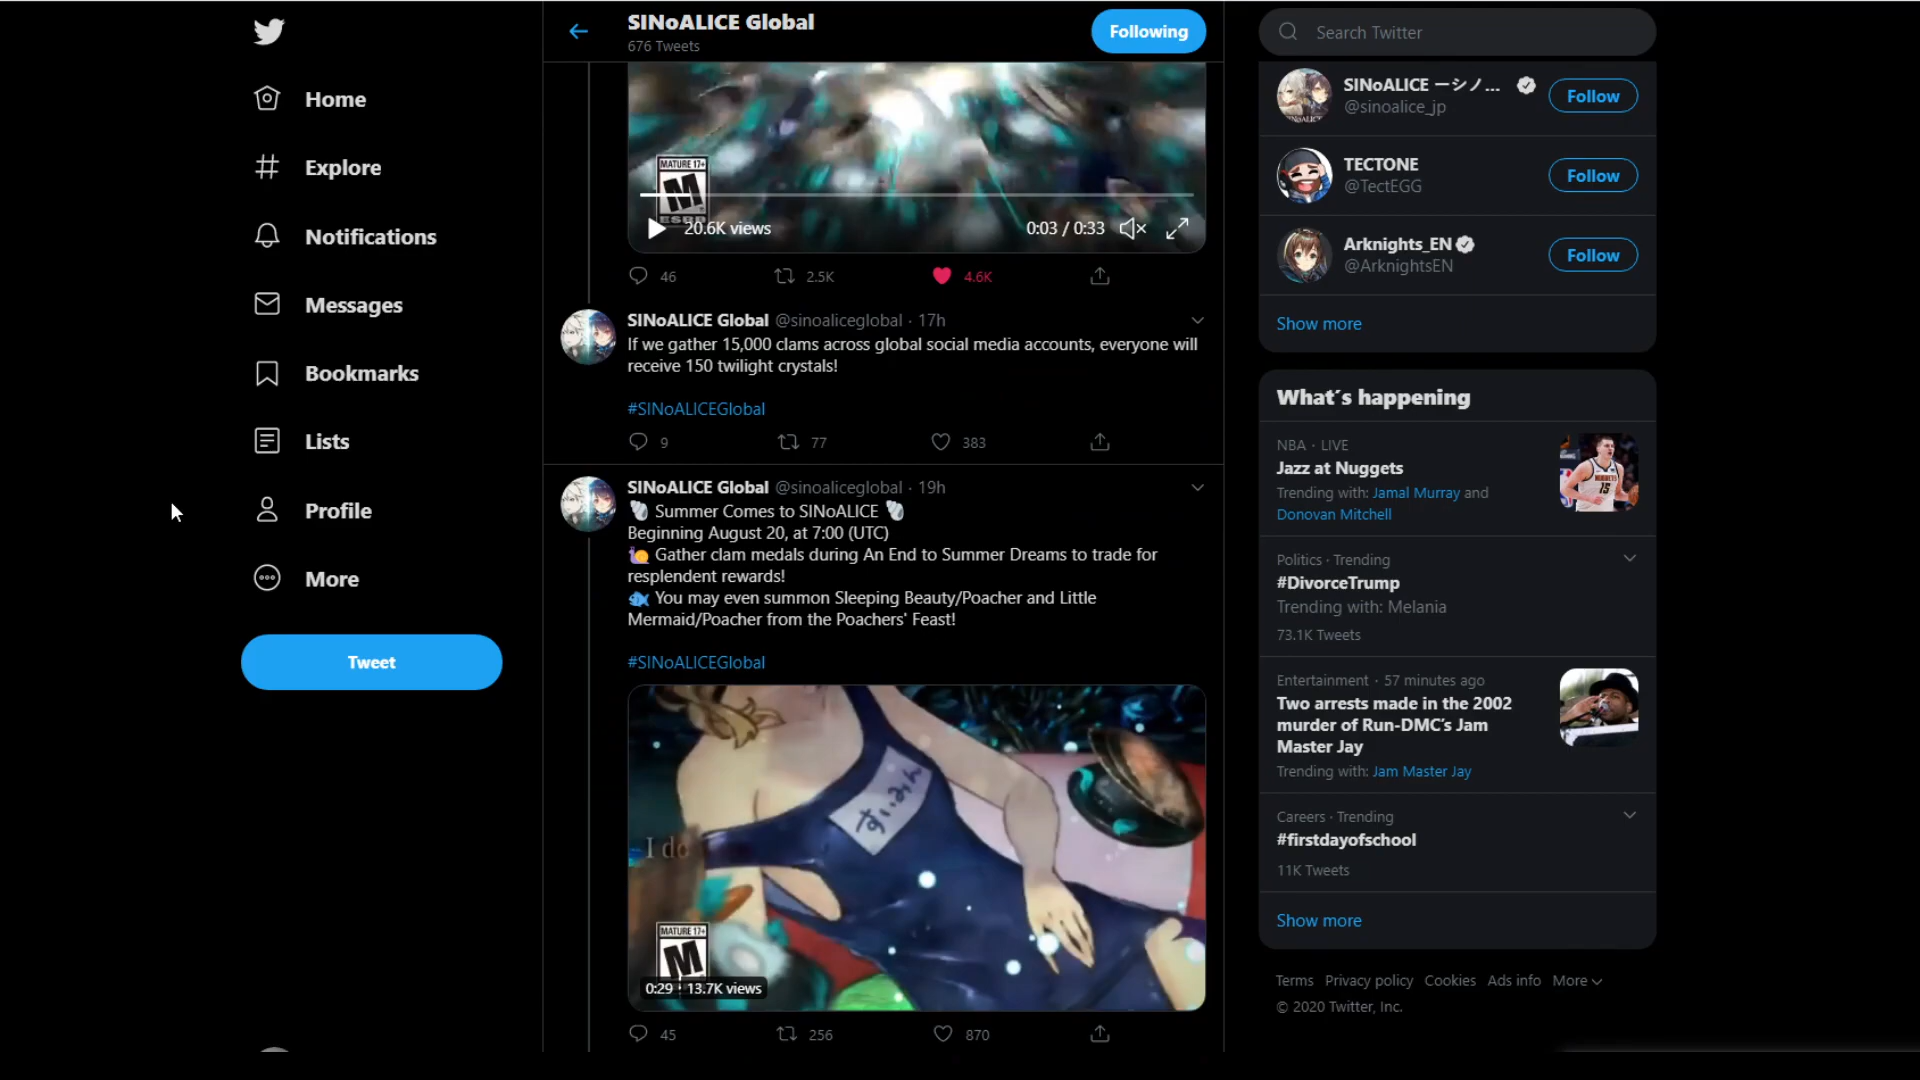 Home
Explore
Notifications
Messages
Bookmarks
Lists
Profile
More
Tweet
SINoALICE Global
676 Tweets
Following
MATURE 17+
M
ESRB
20.6K views
0:03 / 0:33
46
2.5K
4.6K
SINoALICE Global @sinoaliceglobal · 17h
If we gather 15,000 clams across global social media accounts, everyone will
receive 150 twilight crystals!
#SINoALICEGlobal
9
77
383
SINoALICE Global @sinoaliceglobal · 19h
Summer Comes to SINoALICE
Beginning August 20, at 7:00 (UTC)
Gather clam medals during An End to Summer Dreams to trade for
resplendent rewards!
You may even summon Sleeping Beauty/Poacher and Little
Mermaid/Poacher from the Poachers' Feast!
#SINoALICEGlobal
すいみん
I do
MATURE 17+
M
0:29 · 13.7K views
45
256
870
Search Twitter
SINoALICE ーシノ...
@sinoalice_jp
Follow
TECTONE
@TectEGG
Follow
Arknights_EN
@ArknightsEN
Follow
Show more
What´s happening
NBA · LIVE
Jazz at Nuggets
Trending with: Jamal Murray and
Donovan Mitchell
15
Politics · Trending
#DivorceTrump
Trending with: Melania
73.1K Tweets
Entertainment · 57 minutes ago
Two arrests made in the 2002
murder of Run-DMC’s Jam
Master Jay
Trending with: Jam Master Jay
Careers · Trending
#firstdayofschool
11K Tweets
Show more
Terms Privacy policy Cookies Ads info More
© 2020 Twitter, Inc.